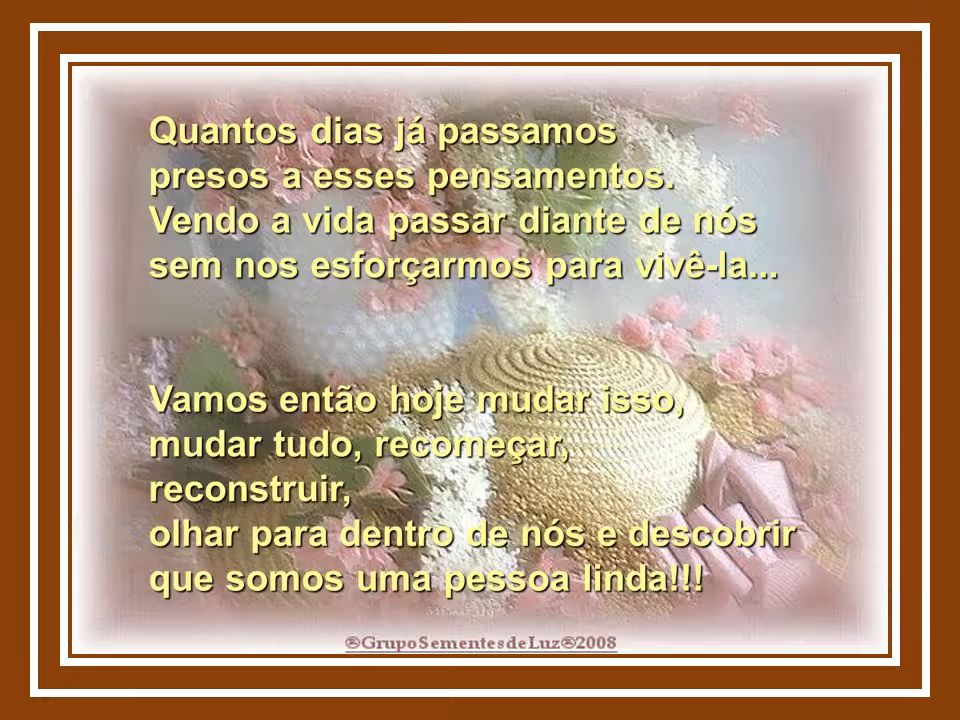 Quantos dias já passamos
presos a esses pensamentos.
Vendo a vida passar diante de nós
sem nos esforçarmos para vivê-la...
Vamos então hoje mudar isso,
mudar tudo, recomeçar,
reconstruir,
olhar para dentro de nós e descobrir
que somos uma pessoa linda!!!
®GrupoSementesdeLuz®2008